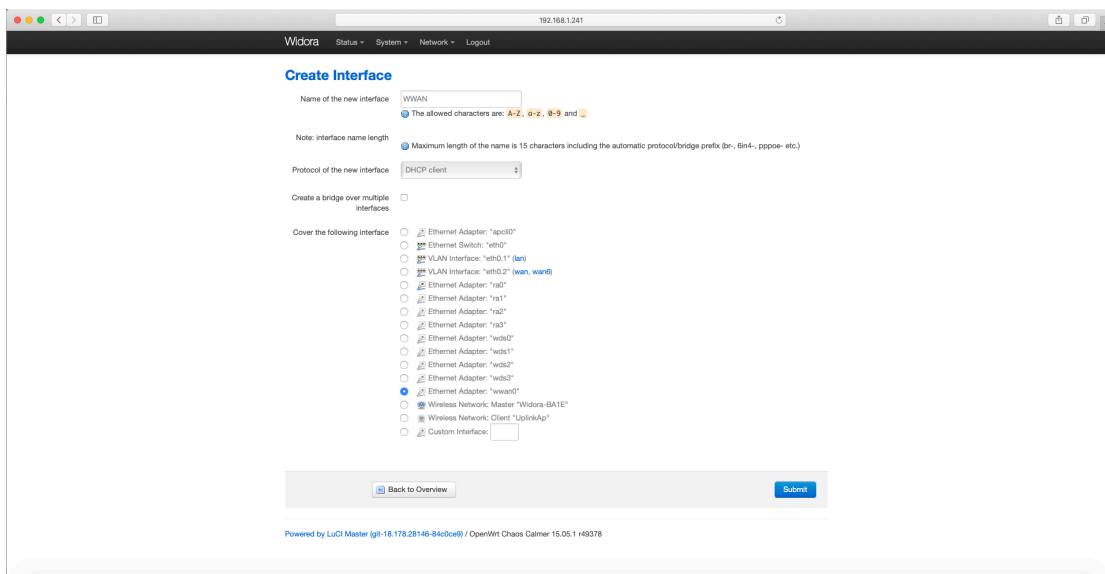 192.168.1.241
Widora Status System Network Logout
Create Interface
Name of the new interface WWAN
The allowed characters are: A-Z, a-z, 0-9 and _
Note: interface name length
Maximum length of the name is 15 characters including the automatic protocol/bridge prefix (br-, 6in4-, pppoe- etc.)
Protocol of the new interface DHCP client
Create a bridge over multiple
interfaces
Cover the following interface Ethernet Adapter: "apcli0"
Ethernet Switch: "eth0"
VLAN Interface: "eth0.1" (lan)
VLAN Interface: "eth0.2" (wan, wan6)
Ethernet Adapter: "ra0"
Ethernet Adapter: "ra1"
Ethernet Adapter: "ra2"
Ethernet Adapter: "ra3"
Ethernet Adapter: "wds0"
Ethernet Adapter: "wds1"
Ethernet Adapter: "wds2"
Ethernet Adapter: "wds3"
Ethernet Adapter: "wwan0"
Wireless Network: Master "Widora-BA1E"
Wireless Network: Client "UplinkAp"
Custom Interface:
Back to Overview Submit
Powered by LuCI Master (git-18.178.28146-84c0ce9) / OpenWrt Chaos Calmer 15.05.1 r49378